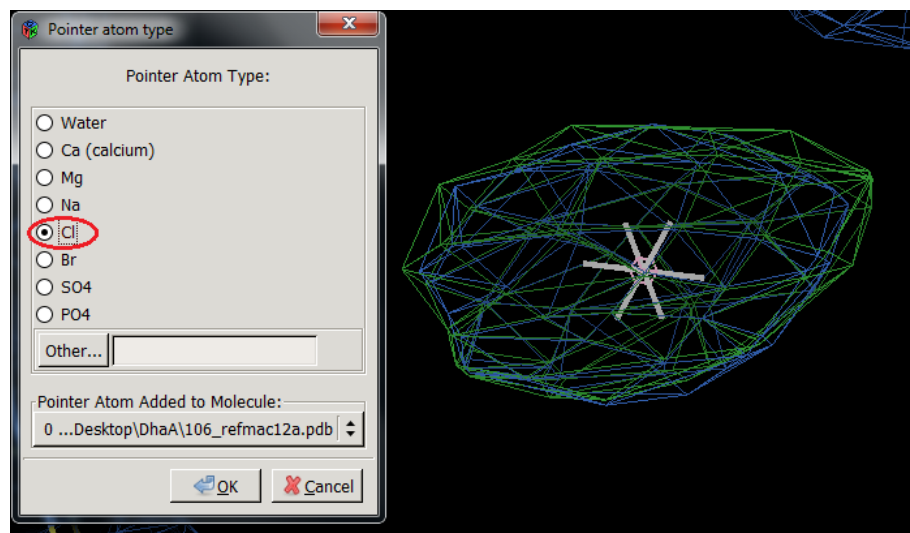 Pointer atom type
Pointer Atom Type:
Water
Ca (calcium)
Mg
Na
Cl
Br
SO4
PO4
Other...
Pointer Atom Added to Molecule:
0 ...Desktop\DhaA\106_refmac12a.pdb
OK
Cancel